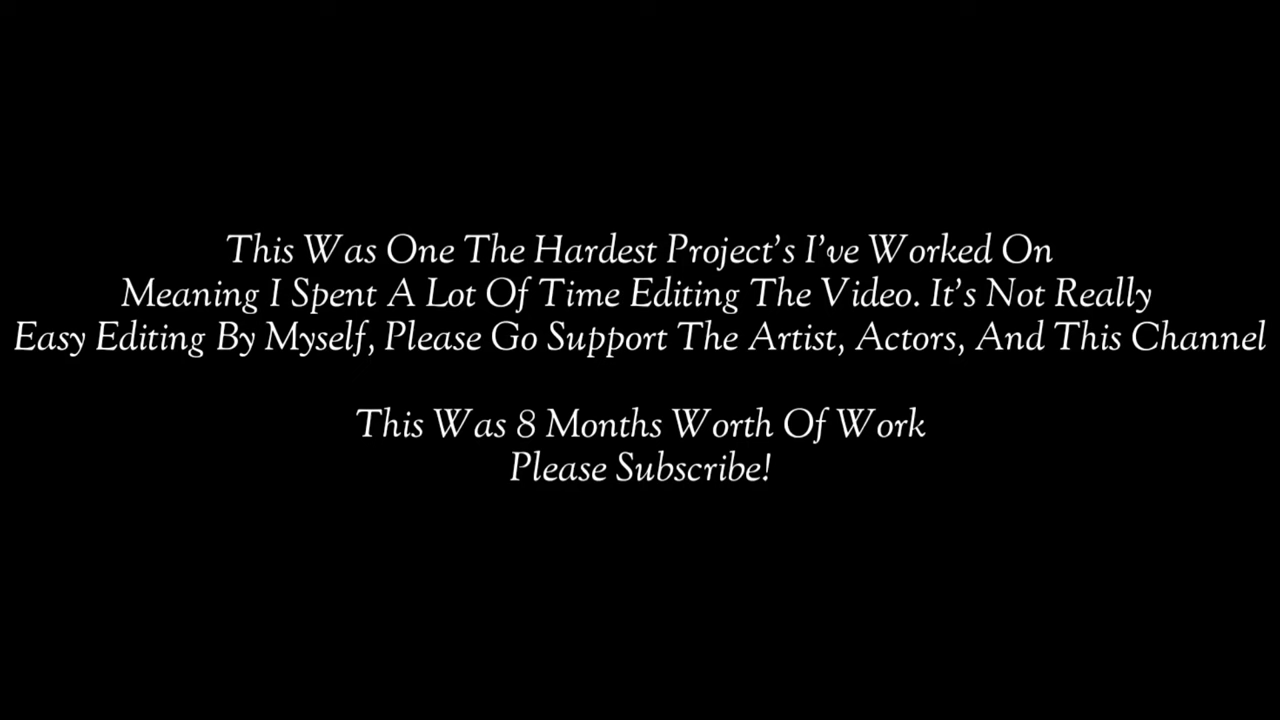 This Was One The Hardest Project's I've Worked On
Meaning I Spent A Lot Of Time Editing The Video. It's Not Really
Easy Editing By Myself, Please Go Support The Artist, Actors, And This Channel
This Was 8 Months Worth Of Work
Please Subscribe!